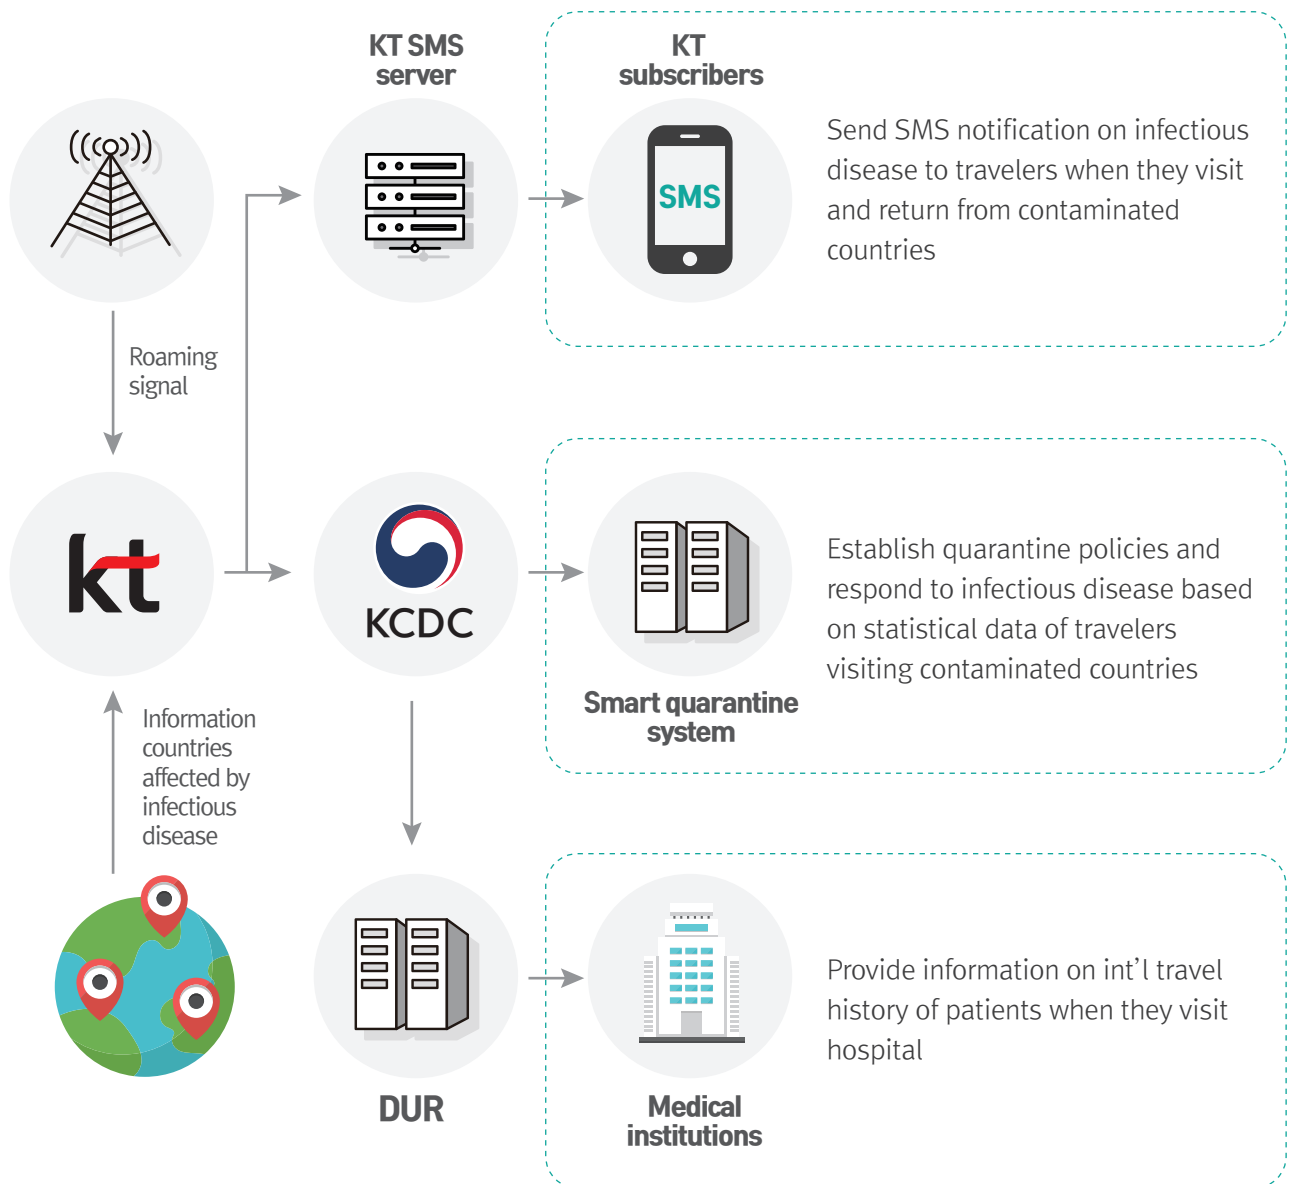 KT SMS
server
KT
subscribers
SMS
Send SMS notification on infectious
disease to travelers when they visit
and return from contaminated
countries
Roaming
signal
kt
KCDC
Smart quarantine
system
Establish quarantine policies and
respond to infectious disease based
on statistical data of travelers
visiting contaminated countries
Information
countries
affected by
infectious
disease
DUR
Medical
institutions
Provide information on int’l travel
history of patients when they visit
hospital